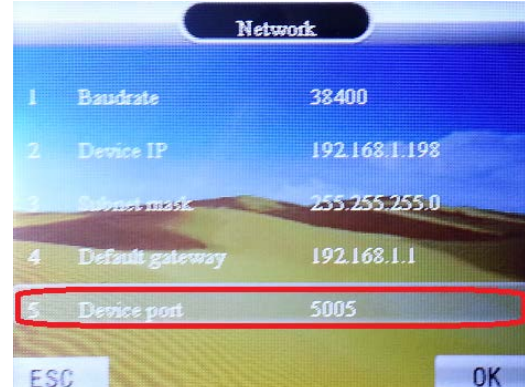 Network
1 Baudrate 38400
2 Device IP 192.168.1.198
3 Subnet mask 255.255.255.0
4 Default gateway 192.168.1.1
5 Device port 5005
ESC OK